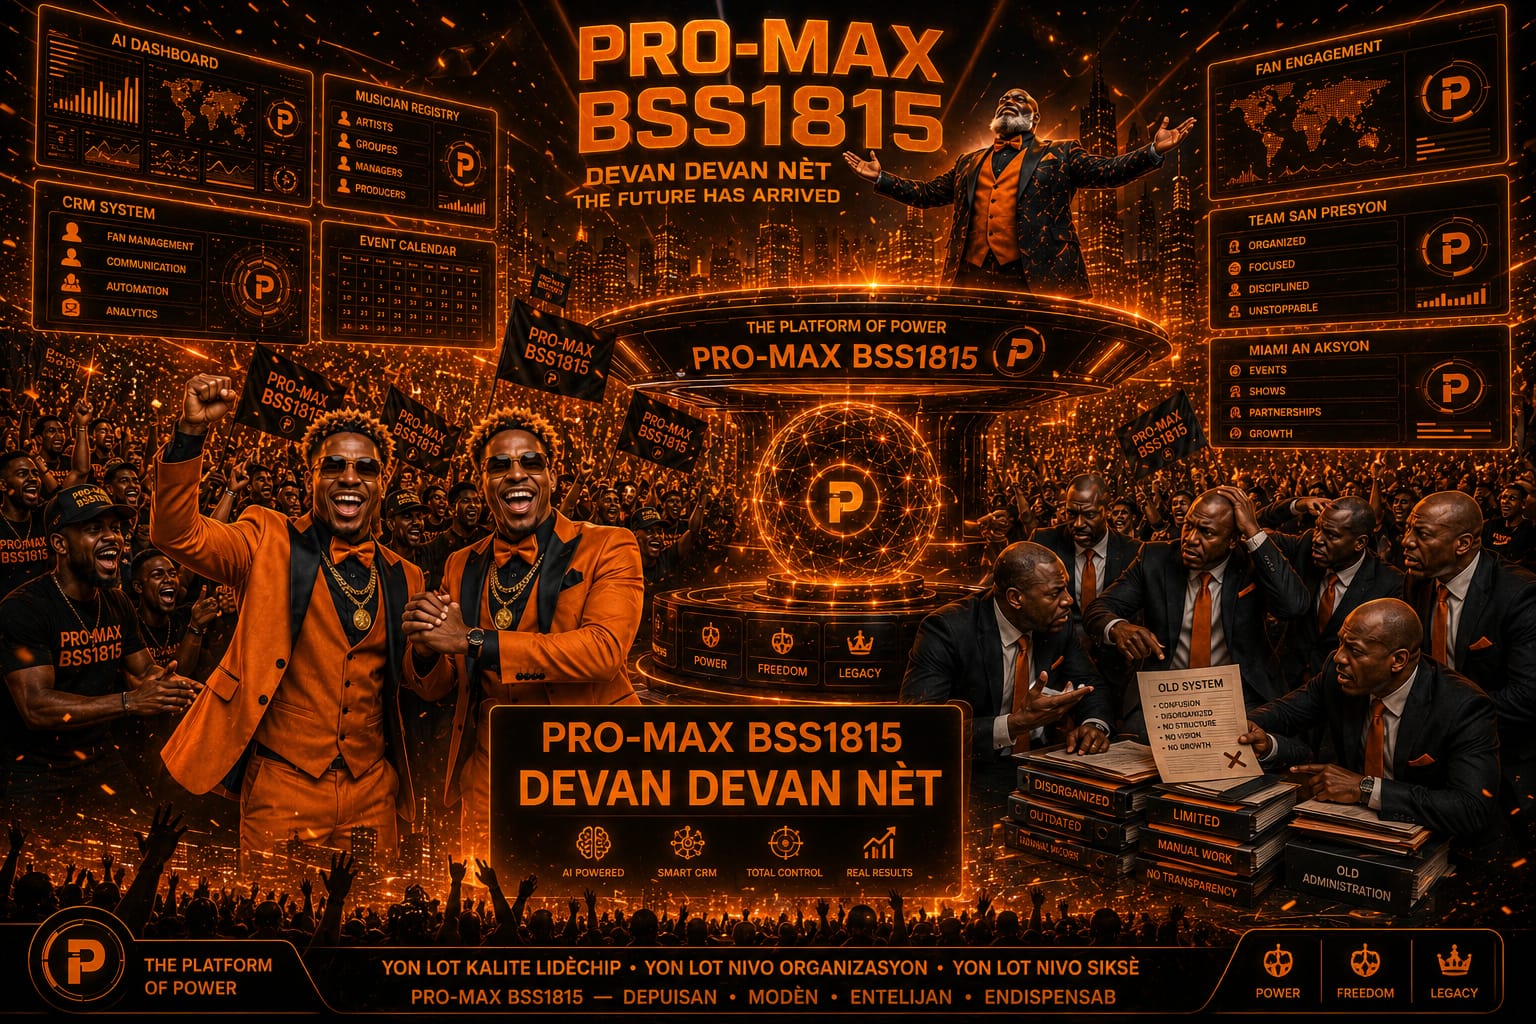 PRO-MAX
BSS1815
DEVAN DEVAN NÈT
THE FUTURE HAS ARRIVED
AI DASHBOARD
MUSICIAN REGISTRY
ARTISTS
GROUPES
MANAGERS
PRODUCERS
CRM SYSTEM
FAN MANAGEMENT
COMMUNICATION
AUTOMATION
ANALYTICS
EVENT CALENDAR
FAN ENGAGEMENT
TEAM SAN PRESYON
ORGANIZED
FOCUSED
DISCIPLINED
UNSTOPPABLE
MIAMI AN AKSYON
EVENTS
SHOWS
PARTNERSHIPS
GROWTH
THE PLATFORM OF POWER
PRO-MAX BSS1815
PRO-MAX
BSS1815
PRO-MAX
BSS1815
PRO-MAX
BSS1815
PRO-MAX
BSS1815
PRO-MAX
BSS1815
PRO-MAX
BSS1815
PRO-MAX
BSS1815
POWER
FREEDOM
LEGACY
OLD SYSTEM
• CONFUSION
• DISORGANIZED
• NO STRUCTURE
• NO VISION
• NO GROWTH
DISORGANIZED
OUTDATED
LIMITED
MANUAL WORK
NO TRANSPARENCY
OLD
ADMINISTRATION
PRO-MAX BSS1815
DEVAN DEVAN NÈT
AI POWERED
SMART CRM
TOTAL CONTROL
REAL RESULTS
THE PLATFORM
OF POWER
YON LOT KALITE LIDÈCHIP • YON LOT NIVO ORGANIZASYON • YON LOT NIVO SIKSÈ
PRO-MAX BSS1815 — DEPUISAN • MODÈN • ENTELIJAN • ENDISPENSAB
POWER
FREEDOM
LEGACY